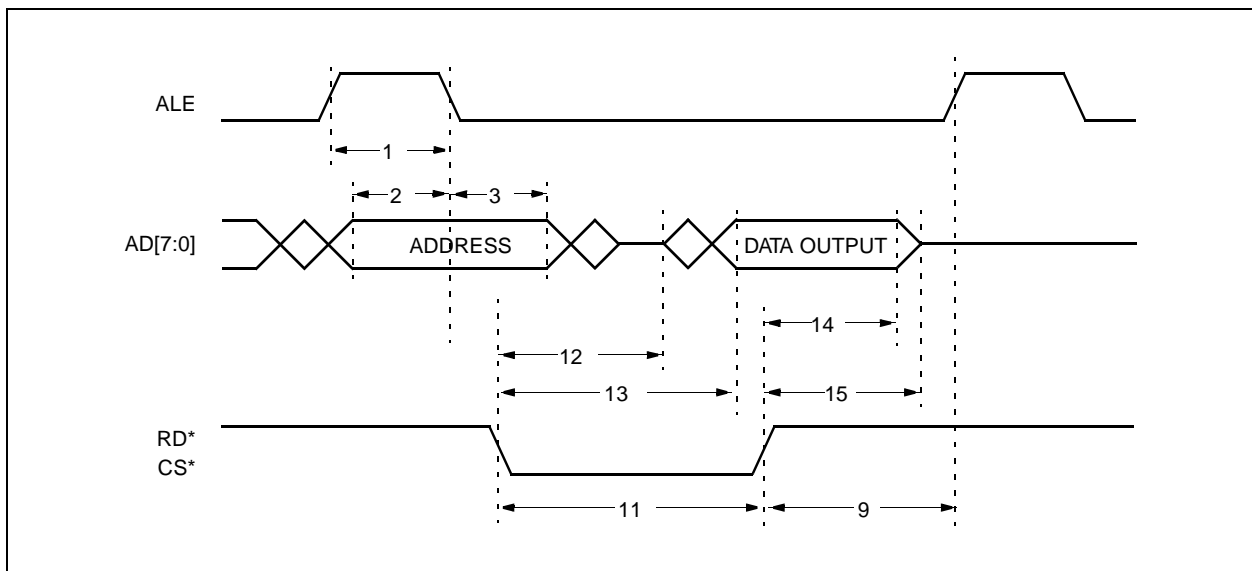 ALE
1
2
3
AD[7:0]
ADDRESS
DATA OUTPUT
14
12
13
15
RD*
CS*
11
9